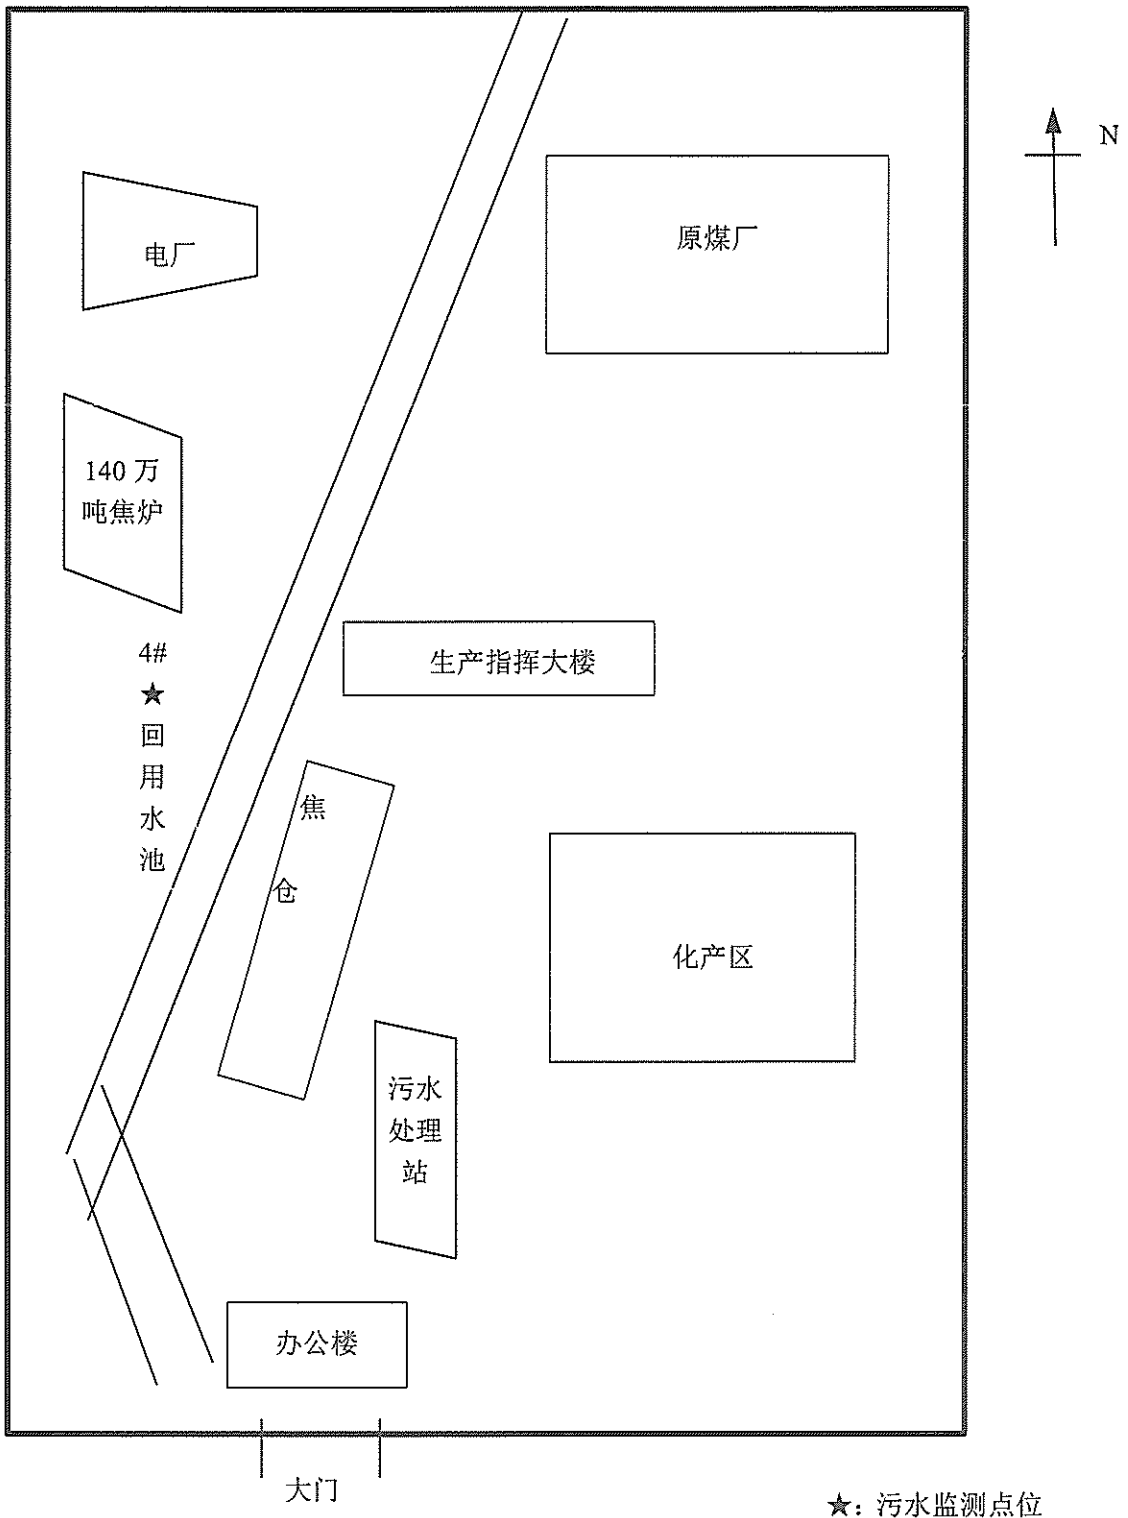 N
原煤厂
电厂
140 万
吨焦炉
4#
★
回
用
水
池
生产指挥大楼
焦
仓
化产区
污水
处理
站
办公楼
大门
★: 污水监测点位